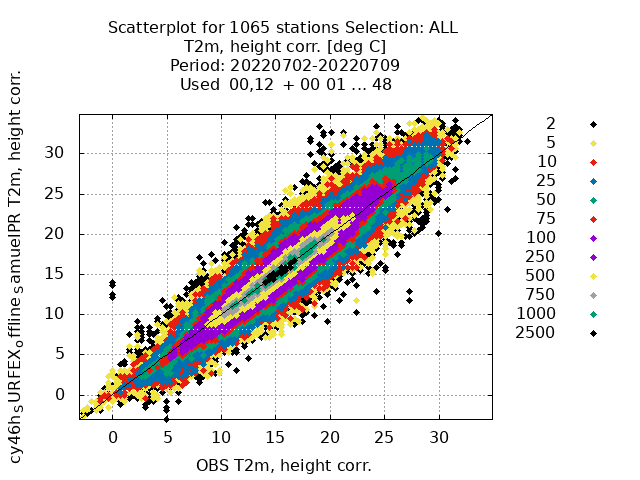 Scatterplot for 1065 stations Selection: ALL
T2m, height corr. [deg C]
Period: 20220702-20220709
Used 00,12 + 00 01 ... 48
cy46h_SURFEX_offline_samuelPR T2m, height corr.
30
25
20
15
10
5
0
0 5 10 15 20 25 30
OBS T2m, height corr.
2
5
10
25
50
75
100
250
500
750
1000
2500